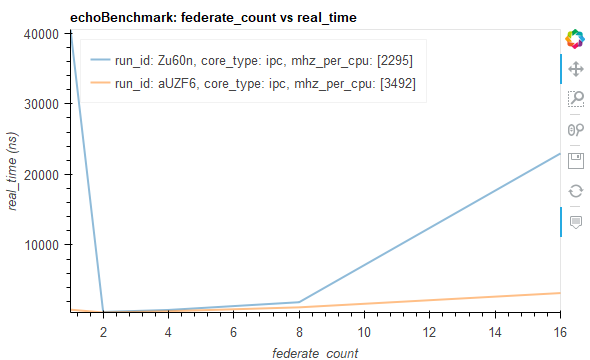 echoBenchmark: federate_count vs real_time
run_id: Zu60n, core_type: ipc, mhz_per_cpu: [2295]
run_id: aUZF6, core_type: ipc, mhz_per_cpu: [3492]
real_time (ns)
40000
30000
20000
10000
2 4 6 8 10 12 14 16
federate_count